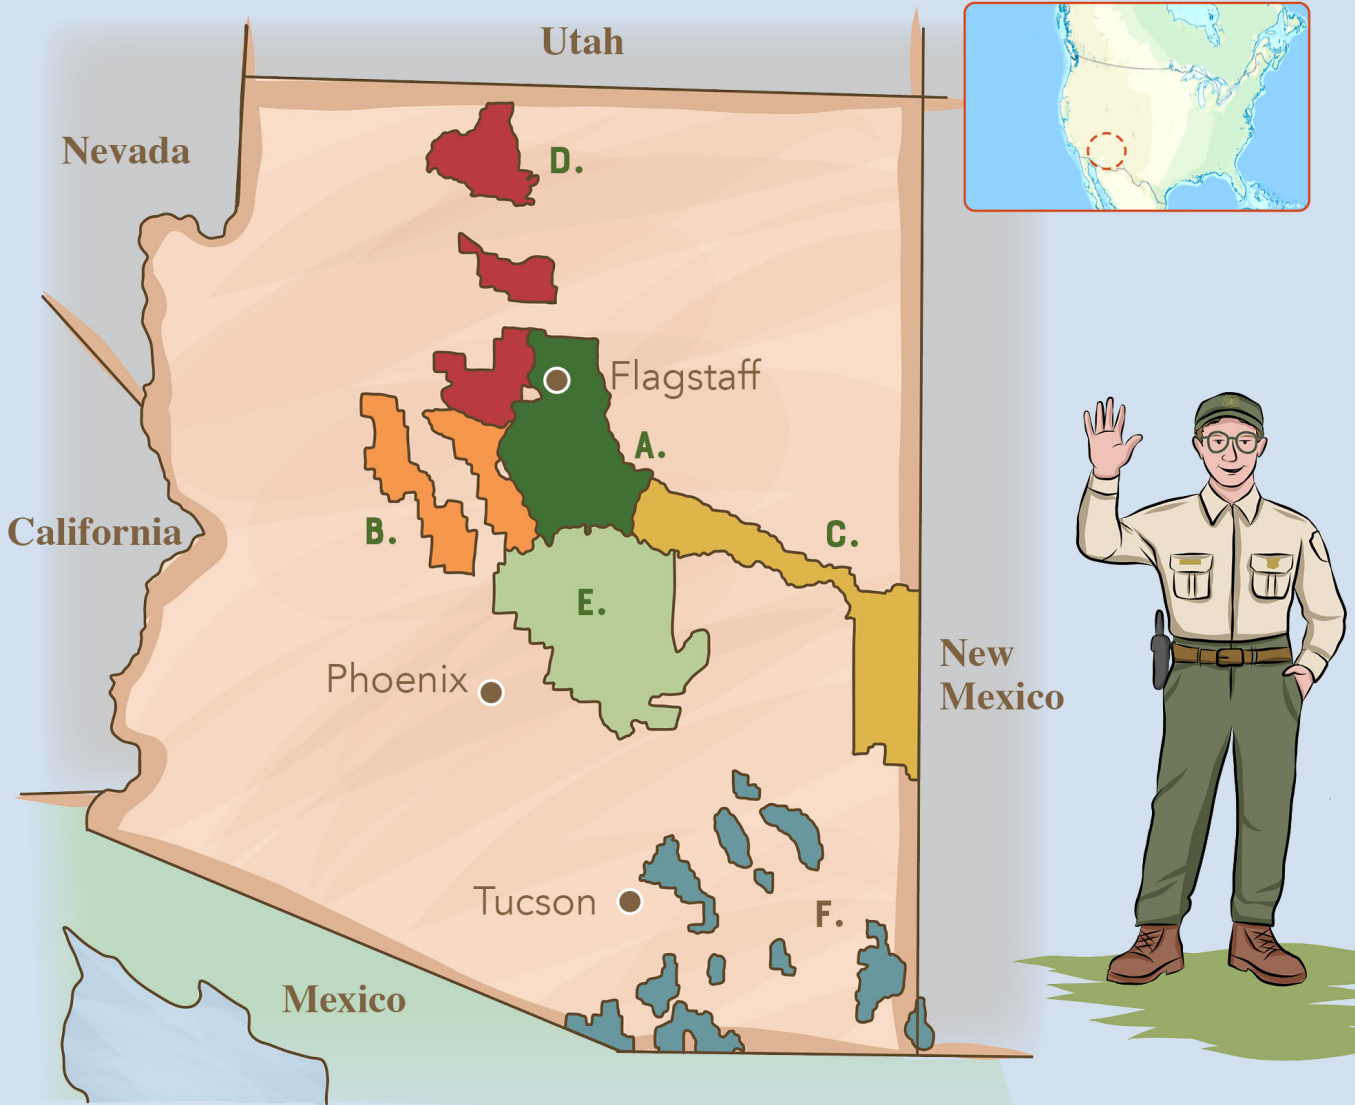 Utah
Nevada
D.
Flagstaff
A.
California
B.
C.
E.
New
Mexico
Phoenix
Tucson
F.
Mexico